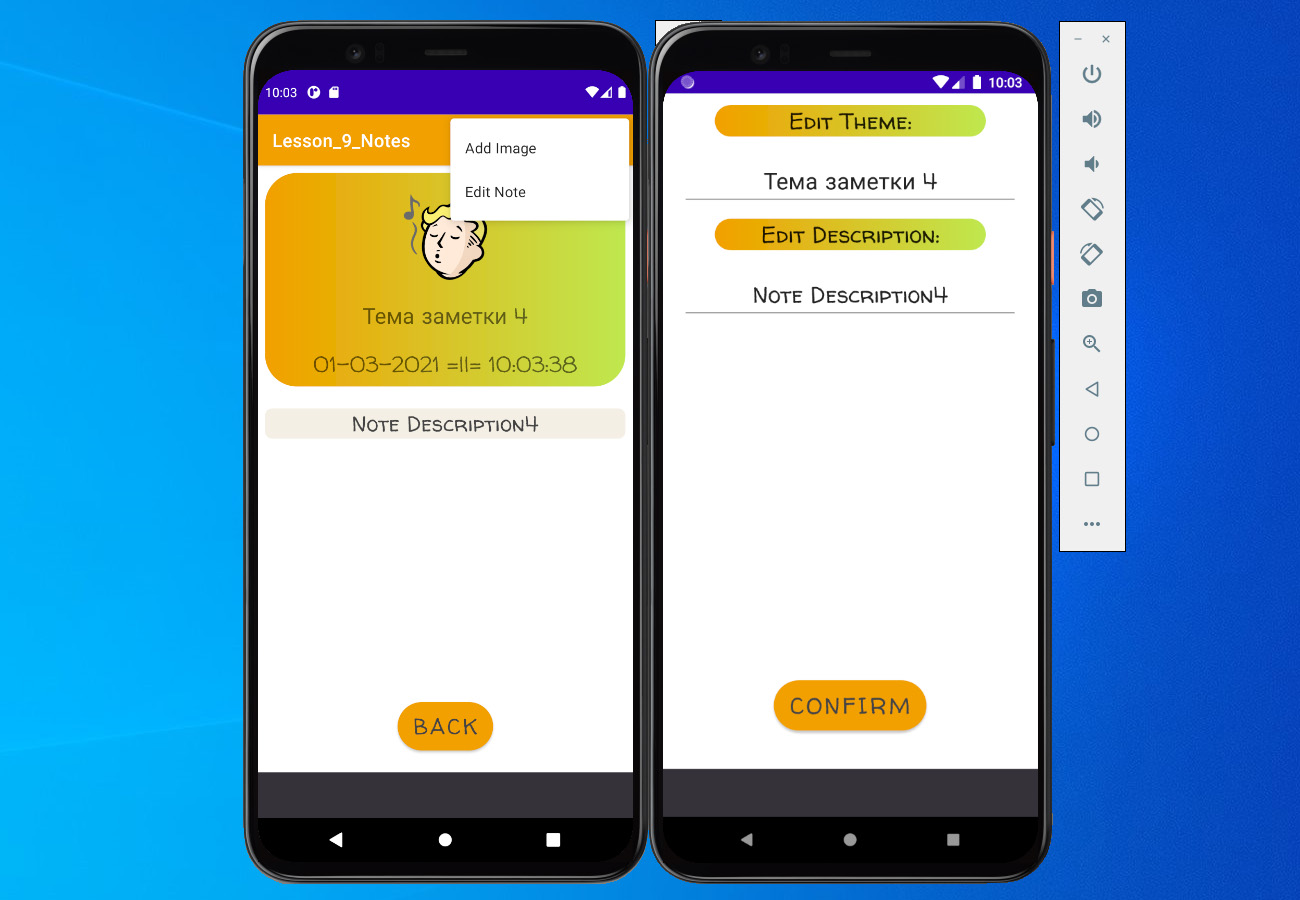 10:03
Lesson_9_Notes
Add Image
Edit Note
Тема заметки 4
01-03-2021 =||= 10:03:38
Note Description4
BACK
10:03
Edit Theme:
Тема заметки 4
Edit Description:
Note Description4
CONFIRM